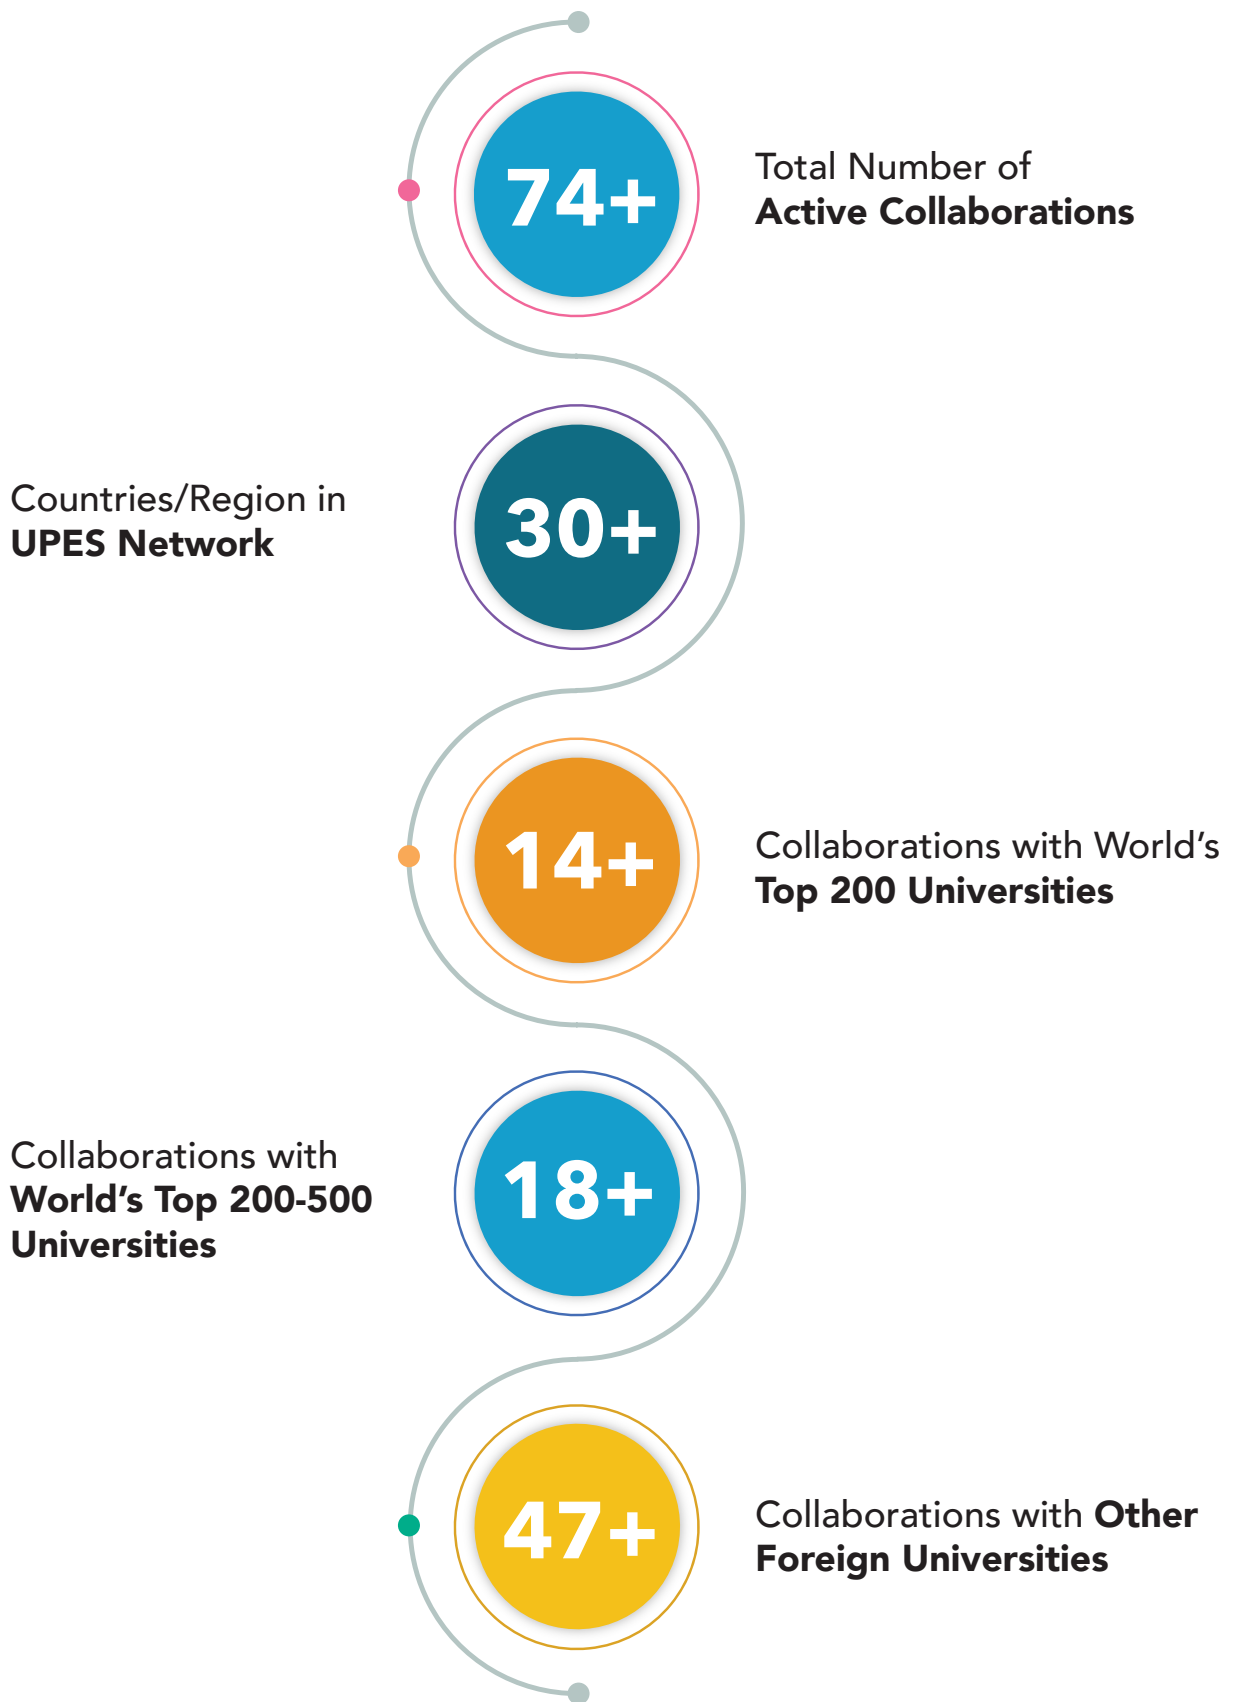 74+
Total Number of
Active Collaborations
Countries/Region in
UPES Network
30+
14+
Collaborations with World’s
Top 200 Universities
Collaborations with
World’s Top 200-500
Universities
18+
47+
Collaborations with Other
Foreign Universities